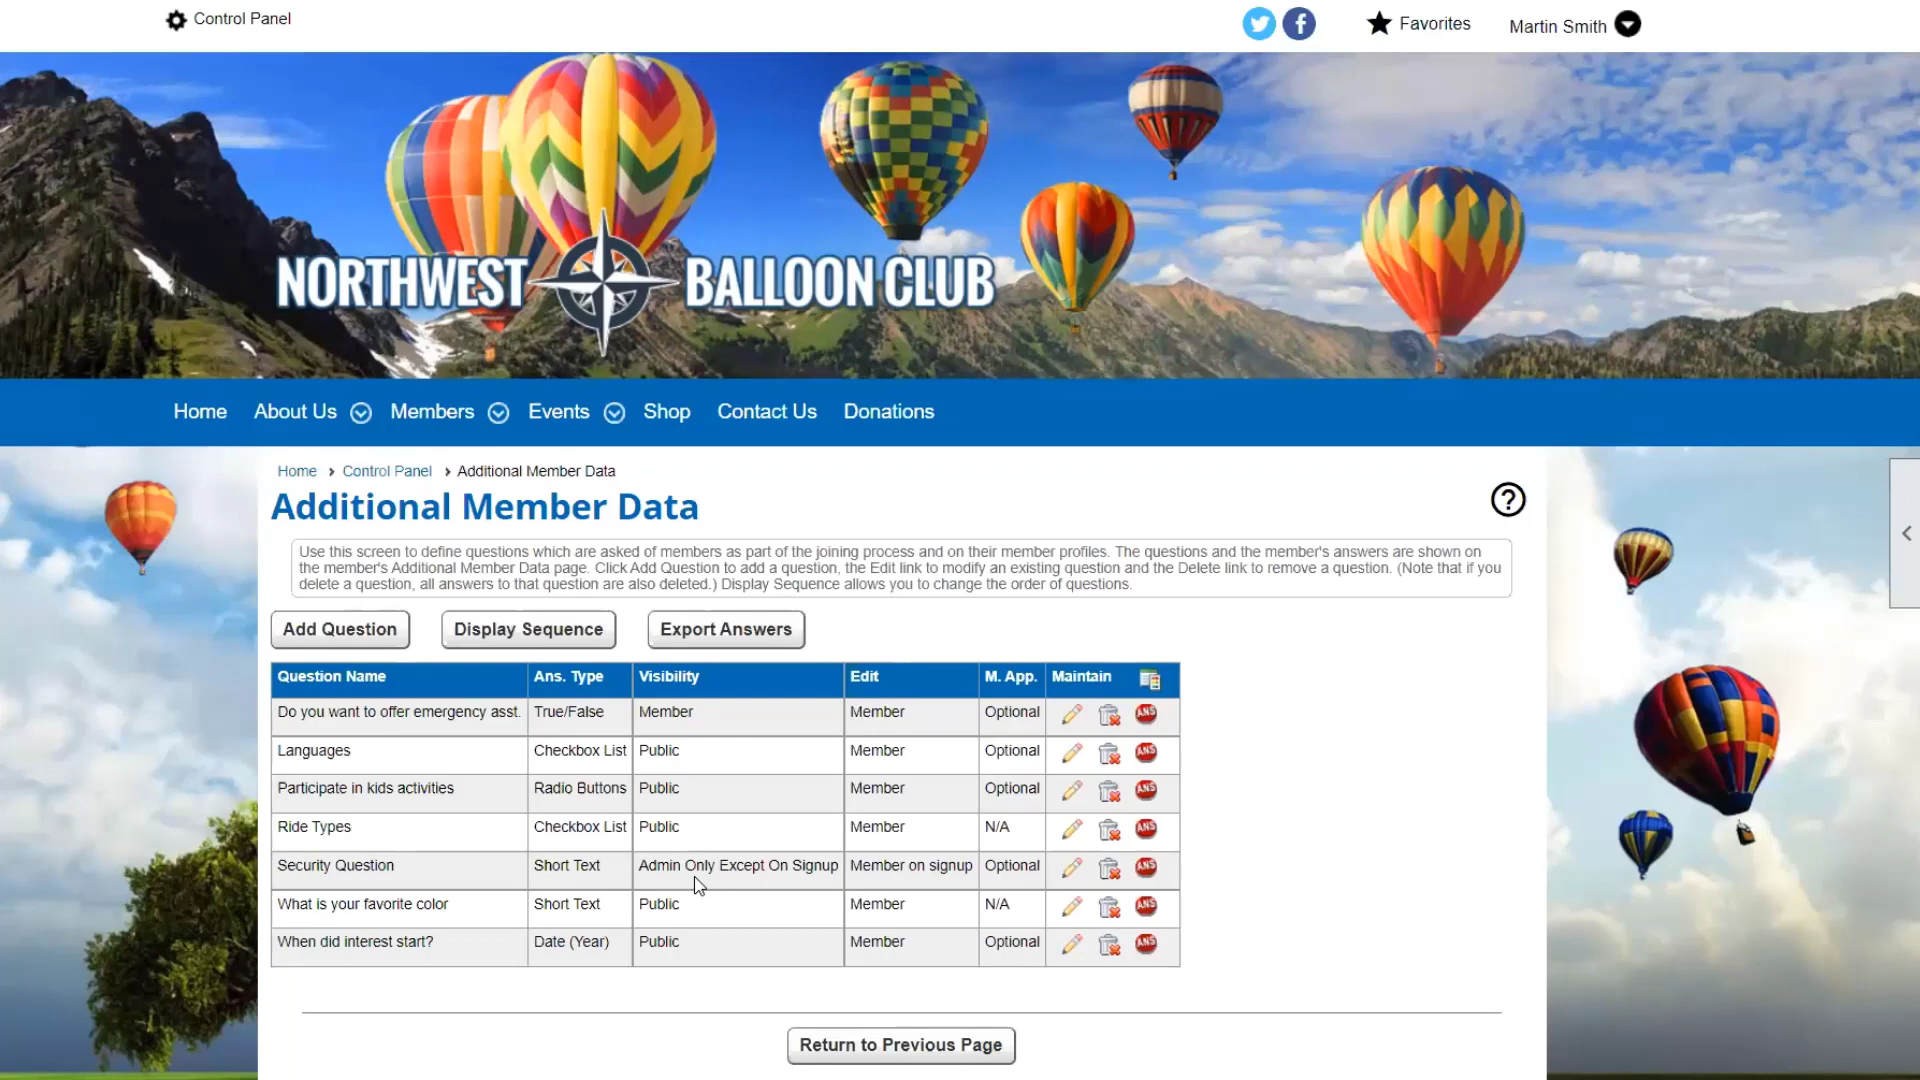 Control Panel
Favorites
Martin Smith
NORTHWEST BALLOON CLUB
Home About Us Members Events Shop Contact Us Donations
Home › Control Panel › Additional Member Data
Additional Member Data
Use this screen to define questions which are asked of members as part of the joining process and on their member profiles. The questions and the member's answers are shown on
the member's Additional Member Data page. Click Add Question to add a question, the Edit link to modify an existing question and the Delete link to remove a question. (Note that if you
delete a question, all answers to that question are also deleted.) Display Sequence allows you to change the order of questions.
Add Question Display Sequence Export Answers
Question Name Ans. Type Visibility Edit M. App. Maintain
Do you want to offer emergency asst. True/False Member Member Optional ANS
Languages Checkbox List Public Member Optional ANS
Participate in kids activities Radio Buttons Public Member Optional ANS
Ride Types Checkbox List Public Member N/A ANS
Security Question Short Text Admin Only Except On Signup Member on signup Optional ANS
What is your favorite color Short Text Public Member N/A ANS
When did interest start? Date (Year) Public Member Optional ANS
Return to Previous Page